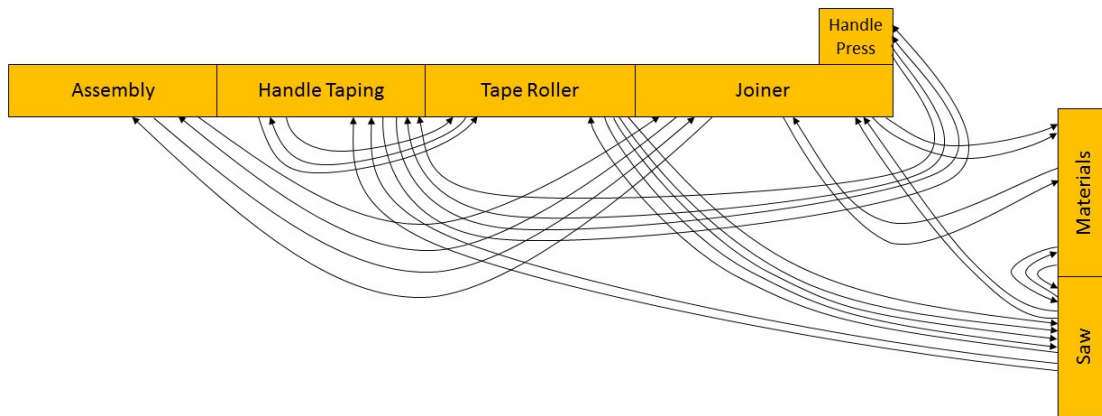 Handle
Press
Assembly
Handle Taping
Tape Roller
Joiner
Materials
Saw